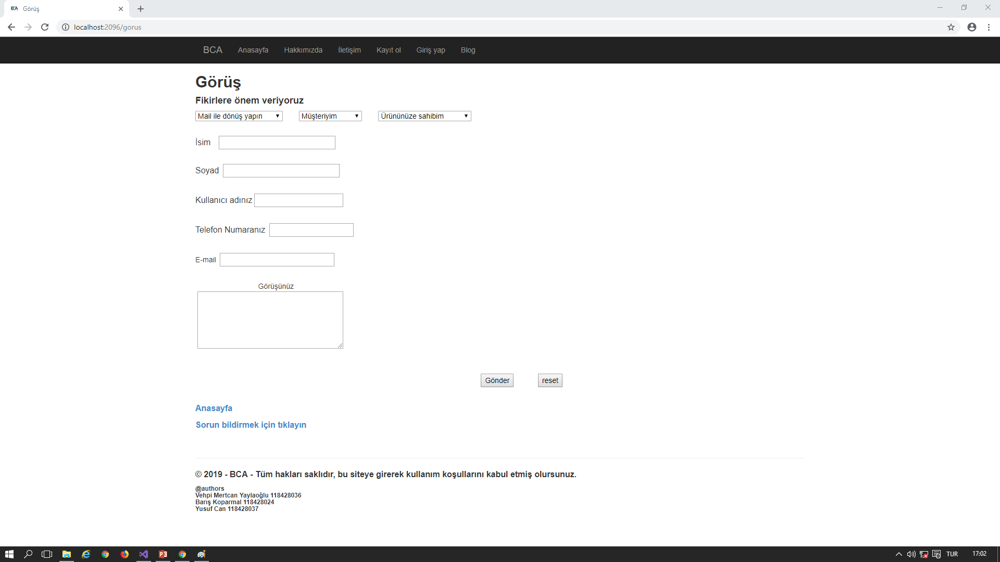 BCA Görüş
localhost:2096/gorus
BCA Anasayfa Hakkımızda İletişim Kayıt ol Giriş yap Blog
Görüş
Fikirlere önem veriyoruz
Mail ile dönüş yapın Müşteriyim Ürününüze sahibim
İsim
Soyad
Kullanıcı adınız
Telefon Numaranız
E-mail
Görüşünüz
Gönder reset
Anasayfa
Sorun bildirmek için tıklayın
© 2019 - BCA - Tüm hakları saklıdır, bu siteye girerek kullanım koşullarını kabul etmiş olursunuz.
@authors
Vehpi Mertcan Yaylaoğlu 118428036
Barış Koparmal 118428024
Yusuf Can 118428037
TUR 17:02